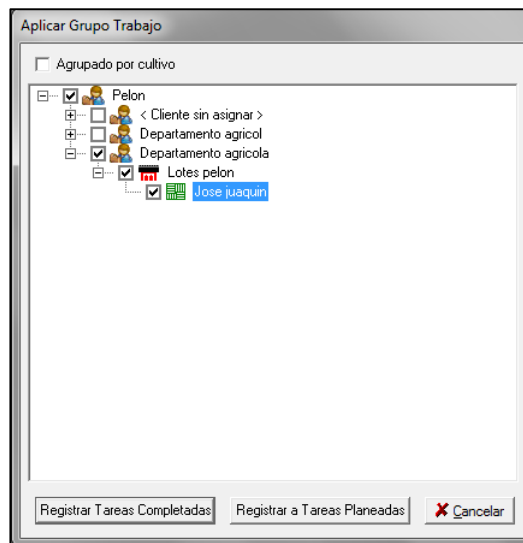 Aplicar Grupo Trabajo
Agrupado por cultivo
Pelon
< Cliente sin asignar >
Departamento agricol
Departamento agricola
Lotes pelon
Jose juaquin
Registrar Tareas Completadas Registrar a Tareas Planeadas Cancelar